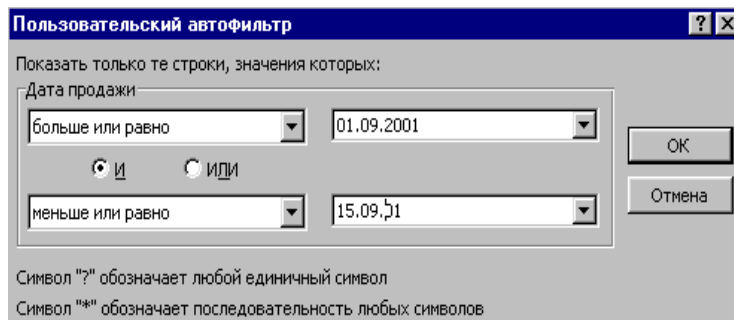 Пользовательский автофильтр
Показать только те строки, значения которых:
Дата продажи
больше или равно 01.09.2001
И ИЛИ
OK
меньше или равно
Отмена
Символ "?" обозначает любой единичный символ
Символ "*" обозначает последовательность любых символов